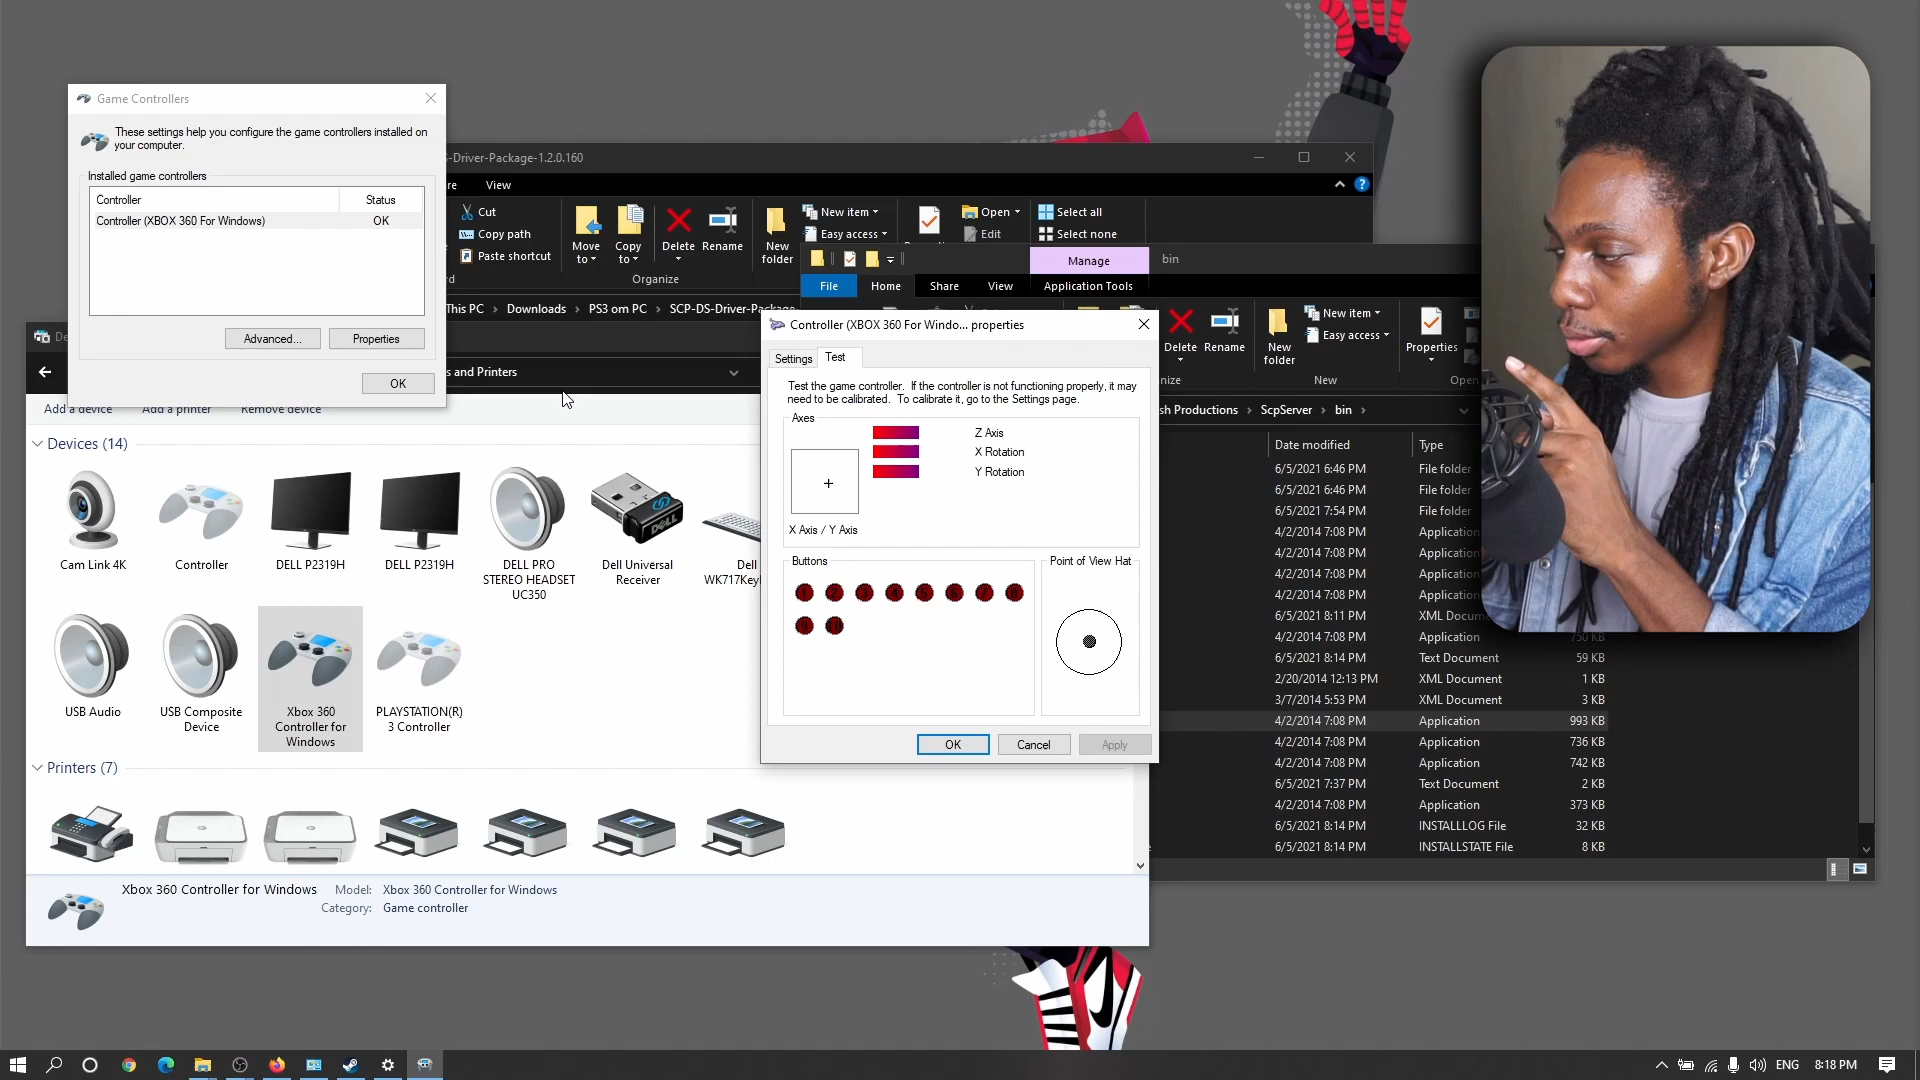 Game Controllers
These settings help you configure the game controllers installed on
your computer.
Installed game controllers
Controller Status
Controller (XBOX 360 For Windows) OK
Advanced...
Properties
OK
S-Driver-Package-1.2.0.160
re
View
Cut
Copy path
Paste shortcut
Move
to
Copy
to
Delete
Rename
New
folder
New item
Easy access
Open
Edit
Select all
Select none
rd
Organize
This PC > Downloads > PS3 om PC > SCP-DS-Driver-Package
Manage
bin
File
Home
Share
View
Application Tools
Delete
Rename
New
folder
New item
Easy access
Properties
nize
New
Open
sh Productions > ScpServer > bin >
Date modified Type
6/5/2021 6:46 PM File folder
6/5/2021 6:46 PM File folder
6/5/2021 7:54 PM File folder
4/2/2014 7:08 PM Application
4/2/2014 7:08 PM Application
4/2/2014 7:08 PM Application
4/2/2014 7:08 PM Application
6/5/2021 8:11 PM XML Docume
4/2/2014 7:08 PM Application 750 KB
6/5/2021 8:14 PM Text Document 59 KB
2/20/2014 12:13 PM XML Document 1 KB
3/7/2014 5:53 PM XML Document 3 KB
4/2/2014 7:08 PM Application 993 KB
4/2/2014 7:08 PM Application 736 KB
4/2/2014 7:08 PM Application 742 KB
6/5/2021 7:37 PM Text Document 2 KB
4/2/2014 7:08 PM Application 373 KB
6/5/2021 8:14 PM INSTALLLOG File 32 KB
6/5/2021 8:14 PM INSTALLSTATE File 8 KB
De
s and Printers
Add a device
Add a printer
Remove device
Devices (14)
Cam Link 4K
Controller
DELL P2319H
DELL P2319H
DELL PRO
STEREO HEADSET
UC350
Dell Universal
Receiver
Dell
WK717Key
USB Audio
USB Composite
Device
Xbox 360
Controller for
Windows
PLAYSTATION(R)
3 Controller
Printers (7)
Xbox 360 Controller for Windows
Model: Xbox 360 Controller for Windows
Category: Game controller
Controller (XBOX 360 For Windo... properties
Settings
Test
Test the game controller. If the controller is not functioning properly, it may
need to be calibrated. To calibrate it, go to the Settings page.
Axes
Z Axis
X Rotation
Y Rotation
X Axis / Y Axis
Buttons
1 2 3 4 5 6 7 8
Point of View Hat
OK
Cancel
Apply
ENG
8:18 PM